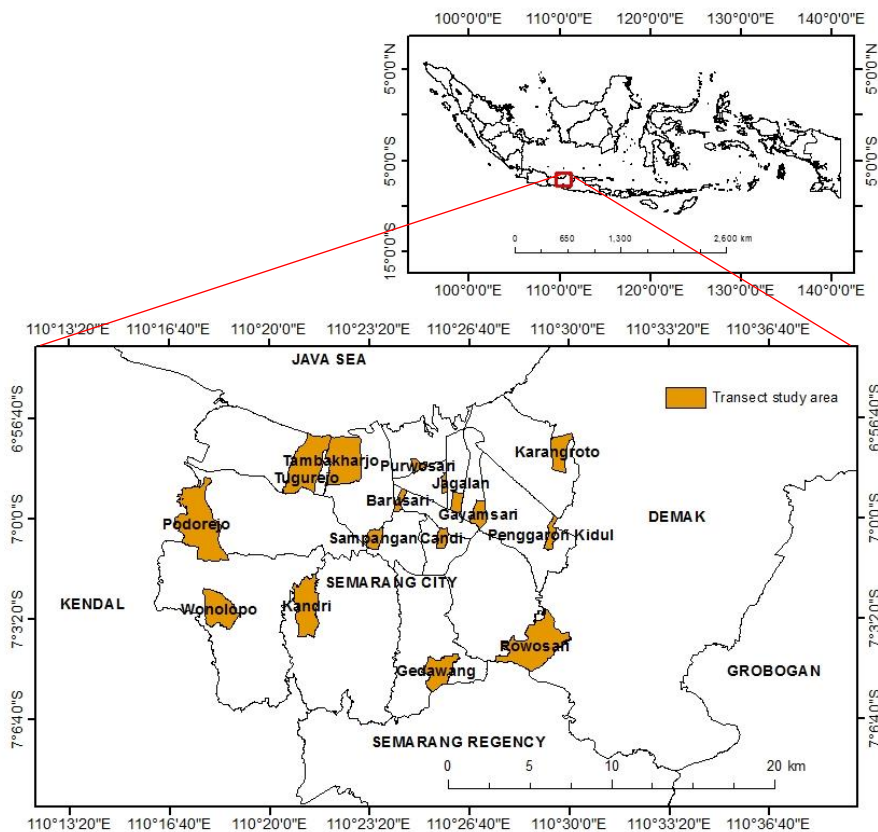 100°0'0"E 110°0'0"E 120°0'0"E 130°0'0"E 140°0'0"E
5°0'0"N
5°0'0"S
15°0'0"S
5°0'0"N
5°0'0"S
15°0'0"S
0 650 1,300 2,600 km
100°0'0"E 110°0'0"E 120°0'0"E 130°0'0"E 140°0'0"E
110°13'20"E 110°16'40"E 110°20'0"E 110°23'20"E 110°26'40"E 110°30'0"E 110°33'20"E 110°36'40"E
JAVA SEA
Transect study area
6°56'40"S
7°0'0"S
7°3'20"S
7°6'40"S
6°56'40"S
7°0'0"S
7°3'20"S
7°6'40"S
Karangroto
Tambakharjo
Purwosari
Tugurejo
Jagalan
Barusari
Gayamsari
DEMAK
Podorejo
Penggaron Kidul
Sampangan
Candi
SEMARANG CITY
KENDAL
Wonolopo
Kandri
Rowosari
Gedawang
GROBOGAN
SEMARANG REGENCY
0 5 10 20 km
110°13'20"E 110°16'40"E 110°20'0"E 110°23'20"E 110°26'40"E 110°30'0"E 110°33'20"E 110°36'40"E